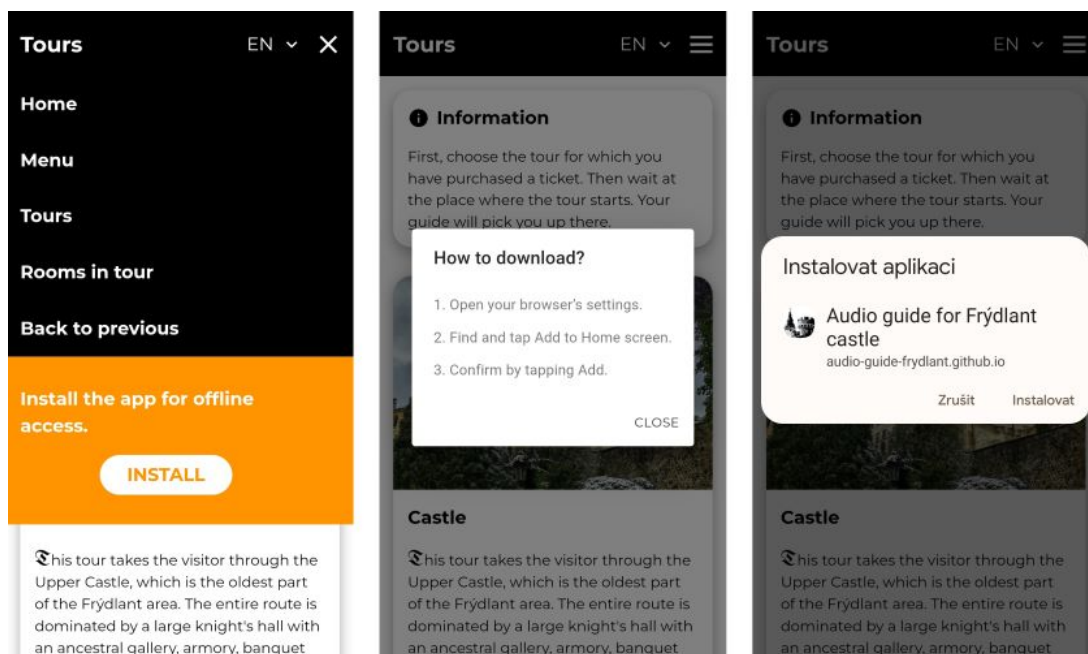 Tours
EN
Home
Menu
Tours
Rooms in tour
Back to previous
Install the app for offline
access.
INSTALL
This tour takes the visitor through the
Upper Castle, which is the oldest part
of the Frýdlant area. The entire route is
dominated by a large knight's hall with
an ancestral gallery, armory, banquet
Tours
EN
Information
First, choose the tour for which you
have purchased a ticket. Then wait at
the place where the tour starts. Your
guide will pick you up there.
How to download?
1. Open your browser's settings.
2. Find and tap Add to Home screen.
3. Confirm by tapping Add.
CLOSE
Castle
This tour takes the visitor through the
Upper Castle, which is the oldest part
of the Frýdlant area. The entire route is
dominated by a large knight's hall with
an ancestral gallery, armory, banquet
Tours
EN
Information
First, choose the tour for which you
have purchased a ticket. Then wait at
the place where the tour starts. Your
guide will pick you up there.
Instalovat aplikaci
Audio guide for Frýdlant
castle
audio-guide-frydlant.github.io
Zrušit
Instalovat
Castle
This tour takes the visitor through the
Upper Castle, which is the oldest part
of the Frýdlant area. The entire route is
dominated by a large knight's hall with
an ancestral gallery, armory, banquet